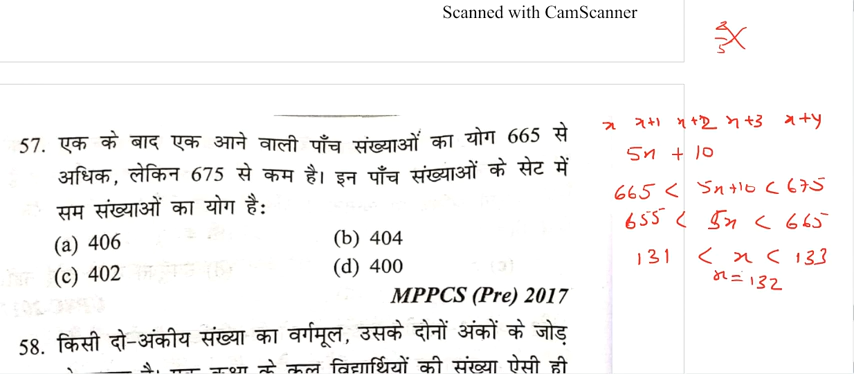 Scanned with CamScanner
57. एक के बाद एक आने वाली पाँच संख्याओं का योग 665 से
अधिक, लेकिन 675 से कम है। इन पाँच संख्याओं के सेट में
सम संख्याओं का योग है:
(a) 406 (b) 404
(c) 402 (d) 400
MPPCS (Pre) 2017
58. किसी दो-अंकीय संख्या का वर्गमूल, उसके दोनों अंकों के जोड़
कुल विद्यार्थियों की संख्या ऐसी ही
x x+1 x+2 x+3 x+4
5x + 10
665 < 5x+10 < 675
655 < 5x < 665
131 < x < 133
x = 132